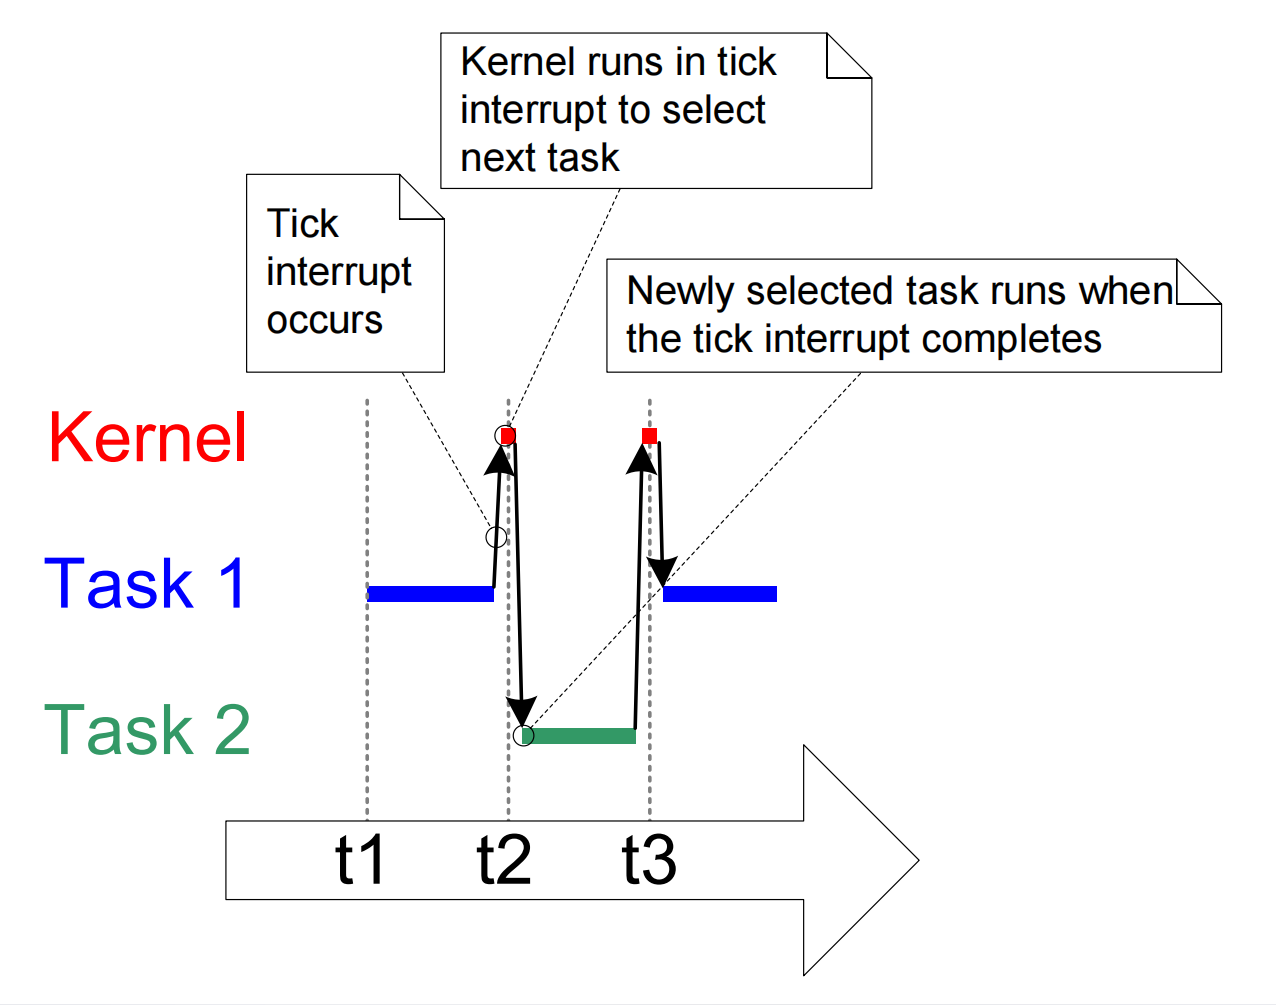 Kernel runs in tick
interrupt to select
next task
Tick
interrupt
occurs
Newly selected task runs when
the tick interrupt completes
Kernel
Task 1
Task 2
t1 t2 t3